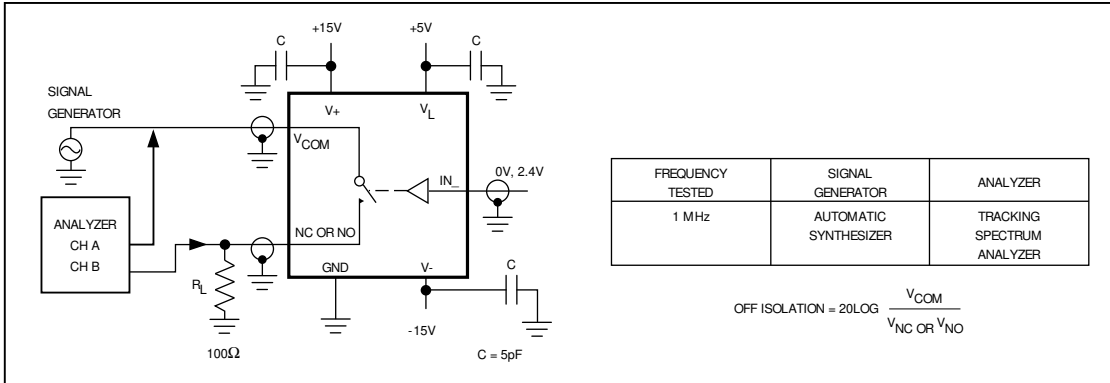 +15V
+5V
C
C
SIGNAL
GENERATOR
V+
VL
VCOM
IN_
0V, 2.4V
ANALYZER
CH A
CH B
NC OR NO
RL
GND
V-
C
-15V
100Ω
C = 5pF
FREQUENCY TESTED
SIGNAL GENERATOR
ANALYZER
1 MHz
AUTOMATIC SYNTHESIZER
TRACKING SPECTRUM ANALYZER
OFF ISOLATION = 20LOG VCOM
VNC OR VNO